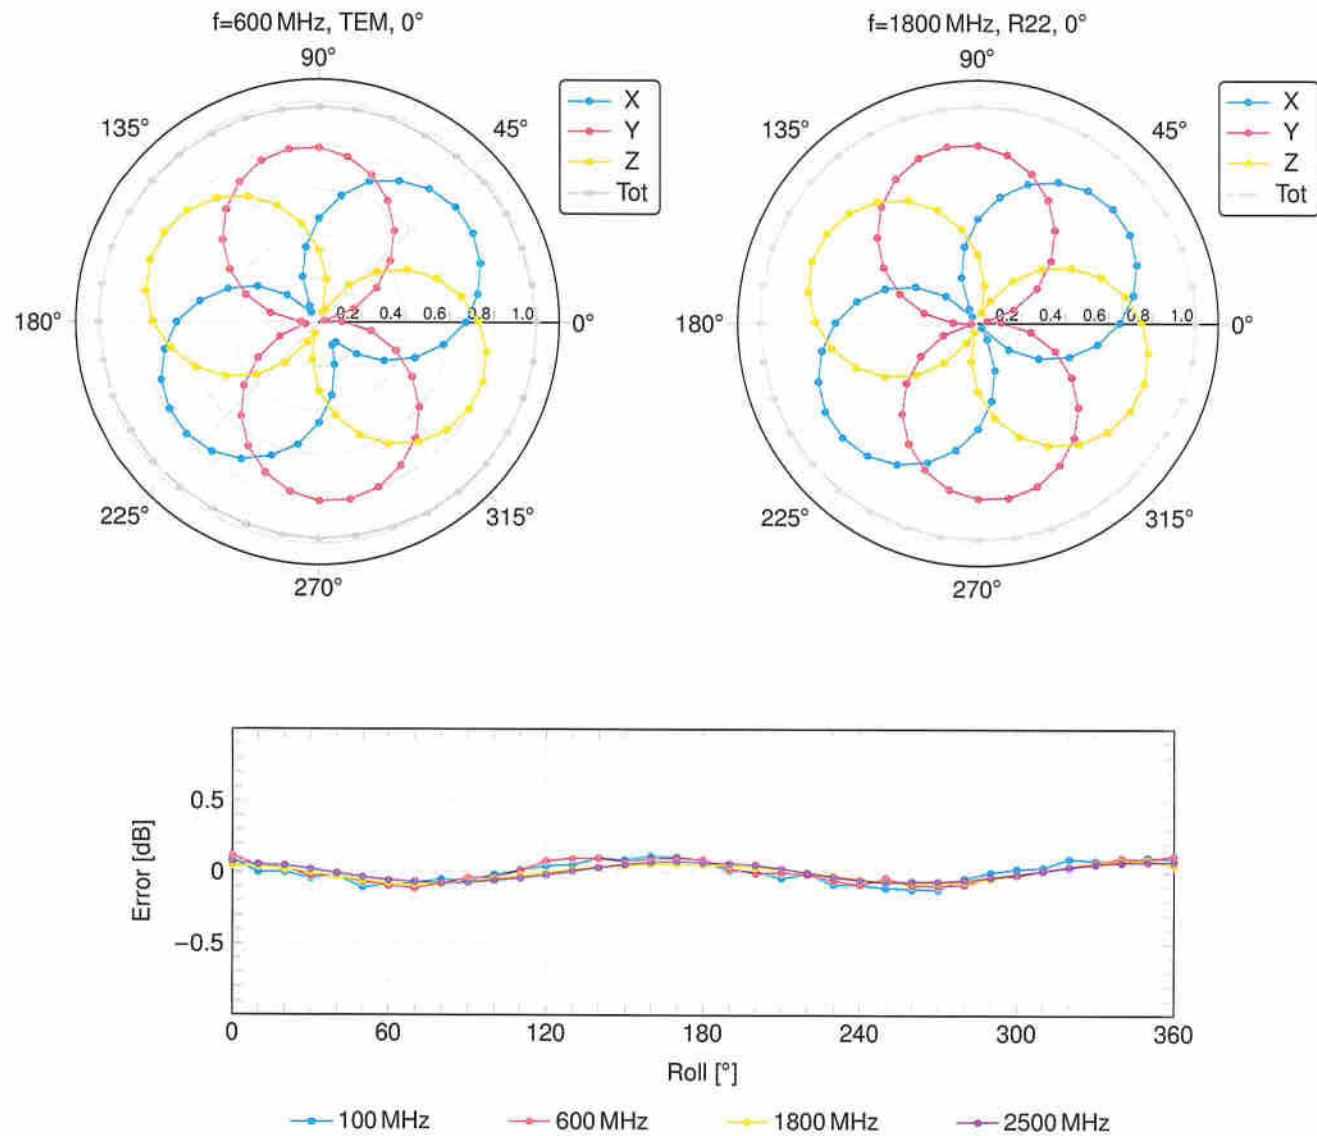 f=600 MHz, TEM, 0°
90°
135°
45°
180°
0.2 0.4 0.6 0.8 1.0
0°
225°
315°
270°
X
Y
Z
Tot
f=1800 MHz, R22, 0°
90°
135°
45°
180°
0.2 0.4 0.6 0.8 1.0
0°
225°
315°
270°
X
Y
Z
Tot
Error [dB]
0.5
0
−0.5
0 60 120 180 240 300 360
Roll [°]
100 MHz 600 MHz 1800 MHz 2500 MHz